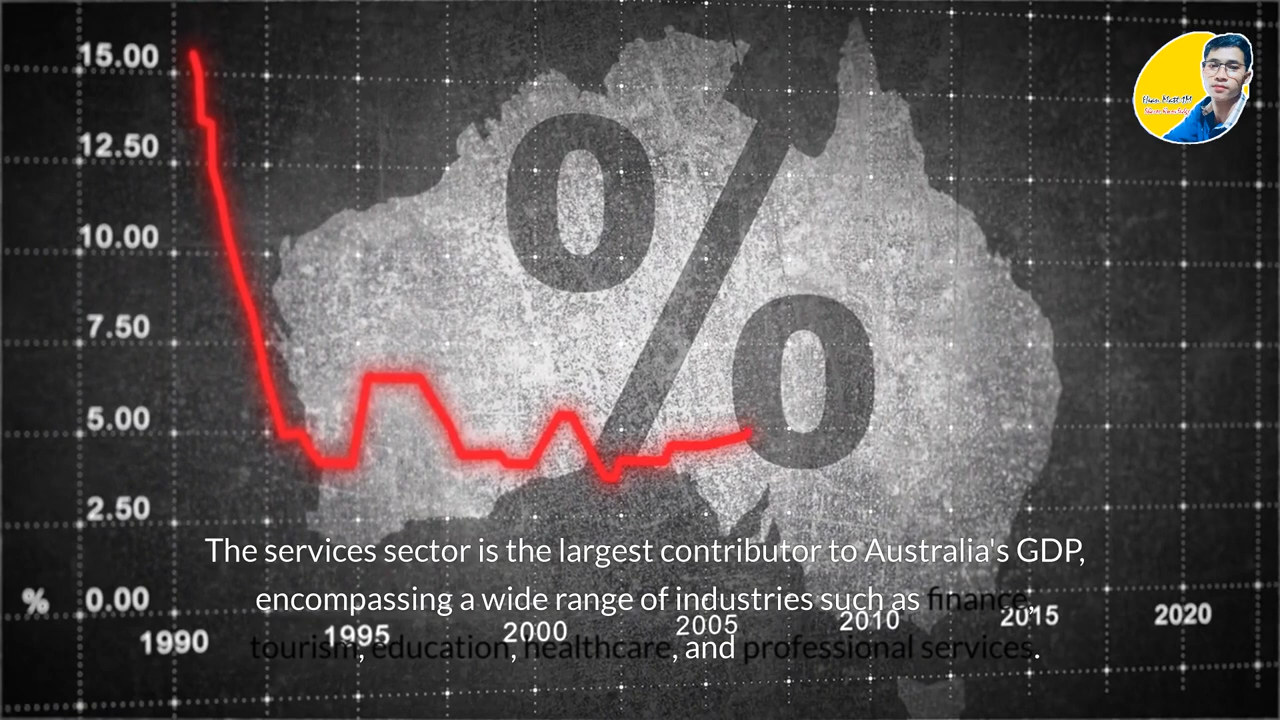 15.00
12.50
10.00
7.50
5.00
2.50
% 0.00
1990 1995 2000 2005 2010 2015 2020
%
The services sector is the largest contributor to Australia's GDP,
encompassing a wide range of industries such as finance,
tourism, education, healthcare, and professional services.